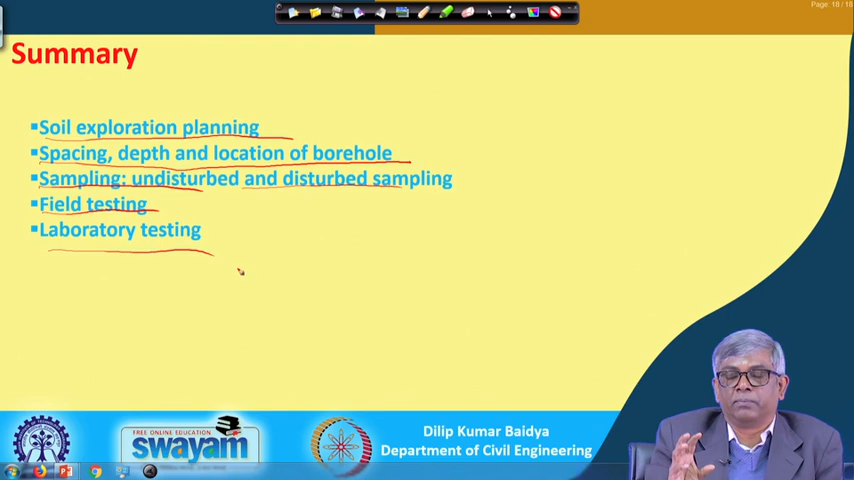 Page: 18 / 18
Summary
▪Soil exploration planning
▪Spacing, depth and location of borehole
▪Sampling: undisturbed and disturbed sampling
▪Field testing
▪Laboratory testing
FREE ONLINE EDUCATION
swayam
Dilip Kumar Baidya
Department of Civil Engineering